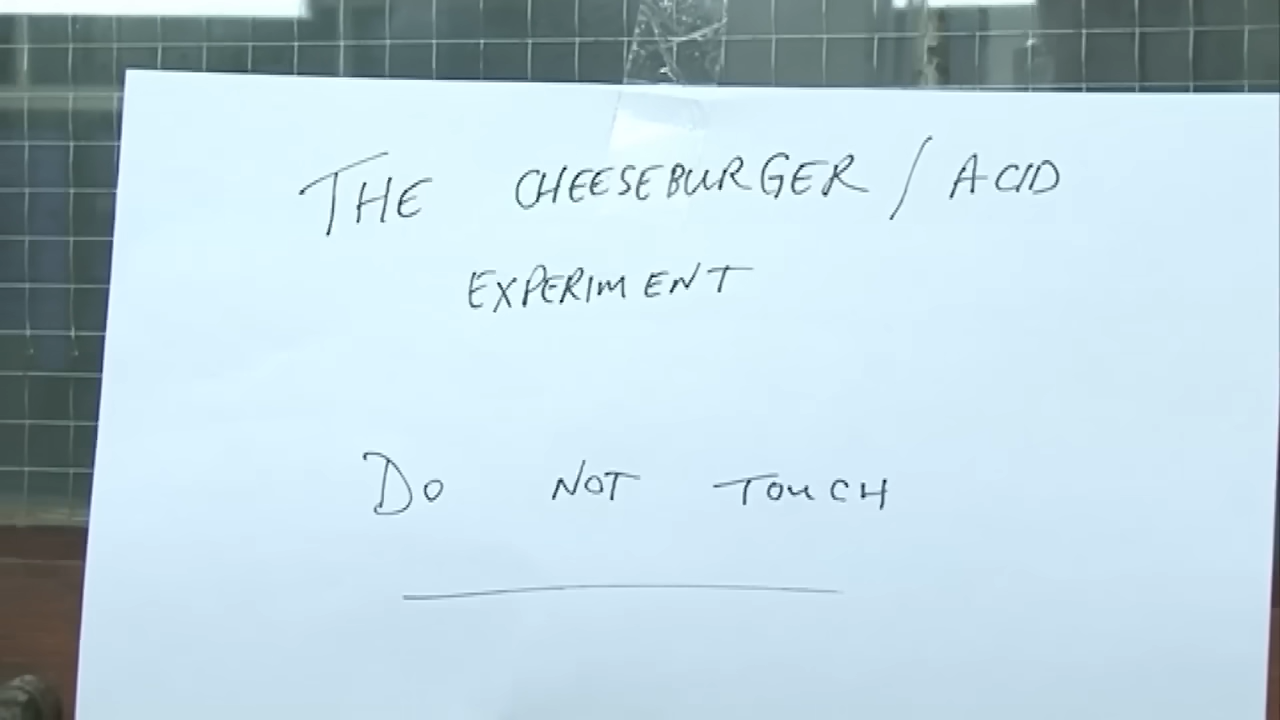 THE CHEESEBURGER / ACID
EXPERIMENT
DO NOT TOUCH